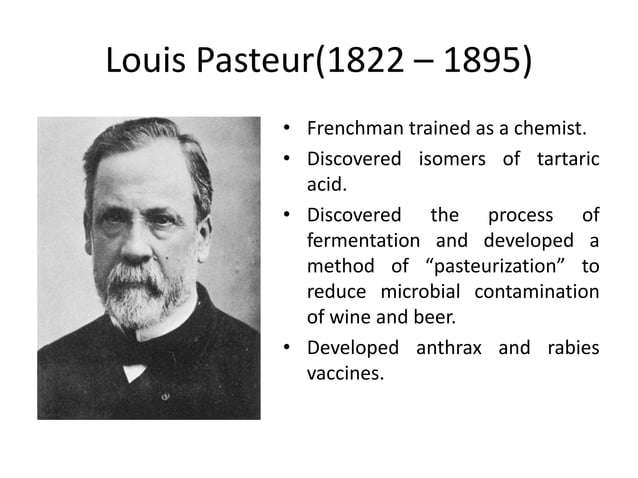 Louis Pasteur(1822 – 1895)
• Frenchman trained as a chemist.
• Discovered isomers of tartaric
acid.
• Discovered the process of
fermentation and developed a
method of “pasteurization” to
reduce microbial contamination
of wine and beer.
• Developed anthrax and rabies
vaccines.